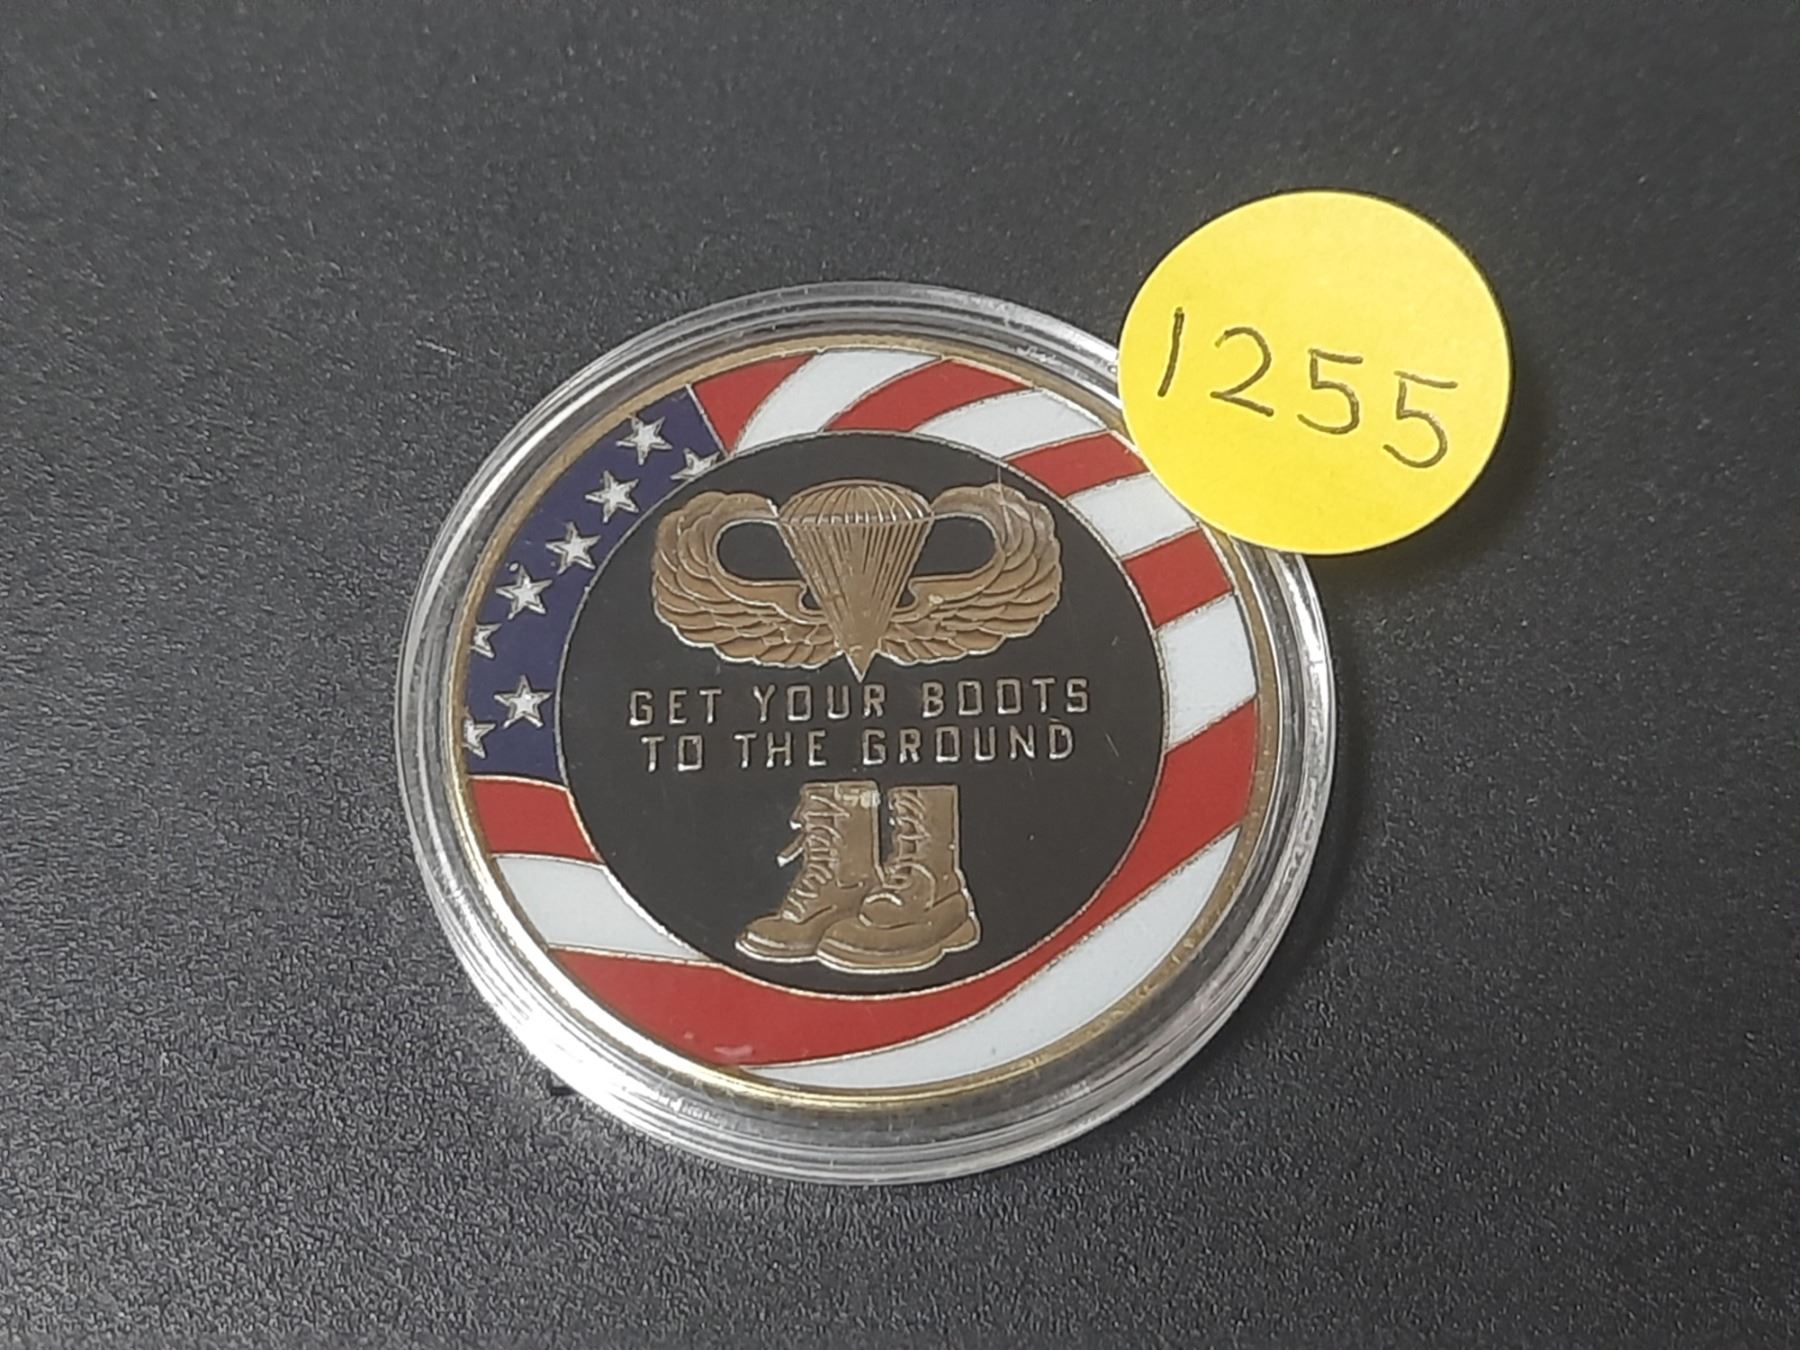 1255
GET YOUR BOOTS
TO THE GROUND